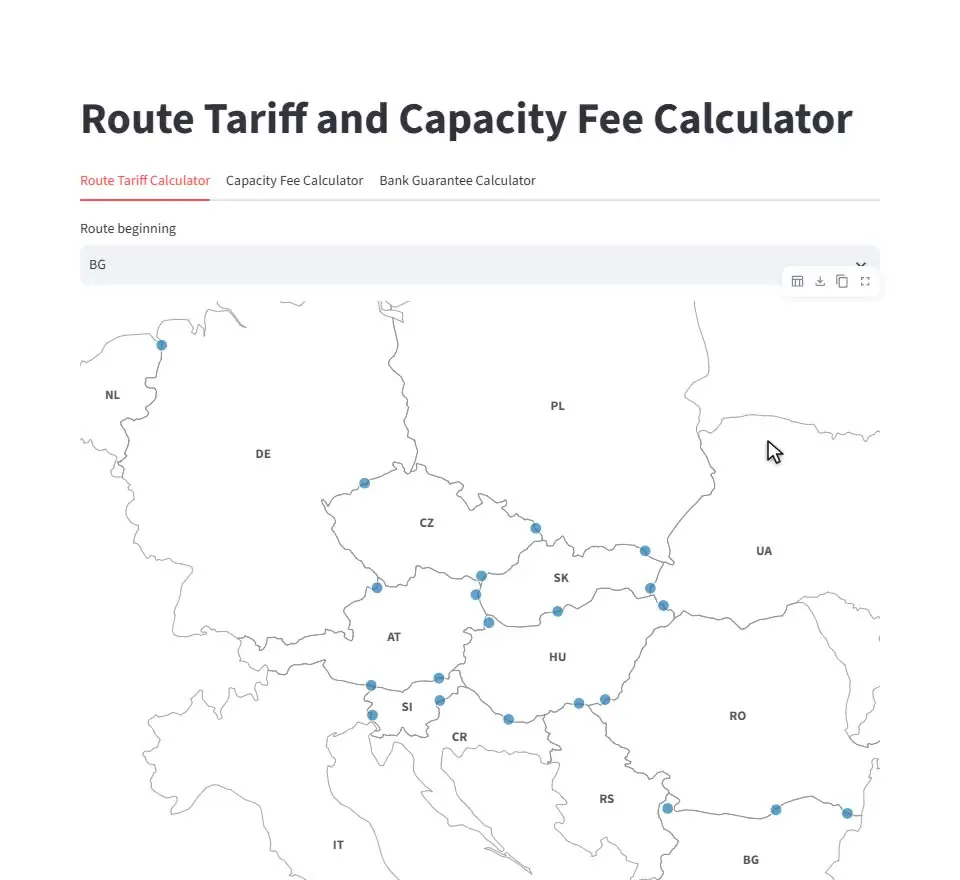 Route Tariff and Capacity Fee Calculator
Route Tariff Calculator Capacity Fee Calculator Bank Guarantee Calculator
Route beginning
BG
NL
PL
DE
CZ
UA
SK
AT
HU
SI
RO
CR
RS
IT
BG